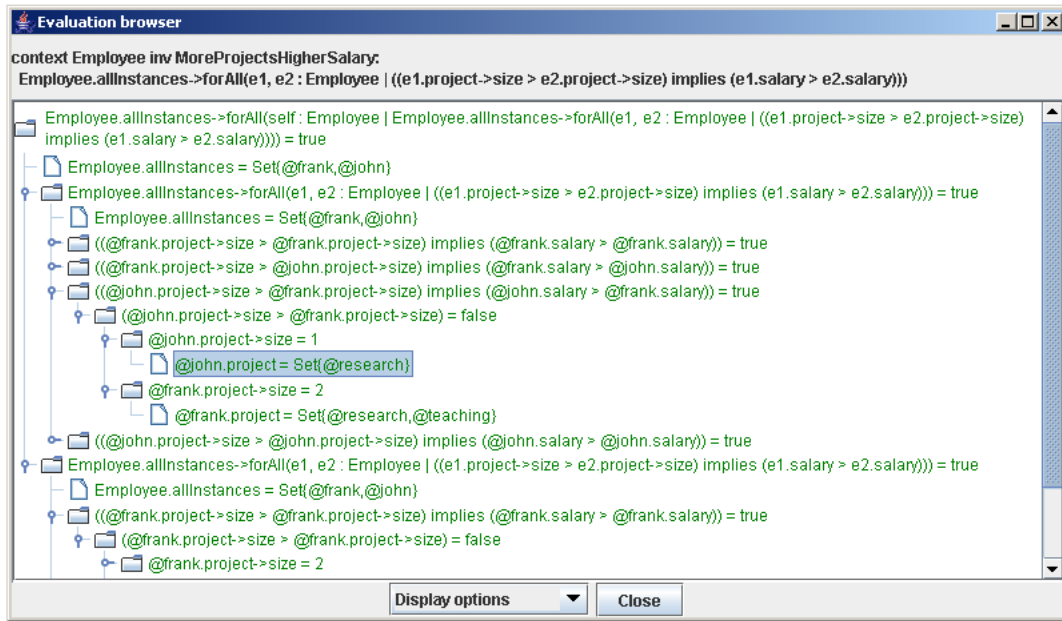 Evaluation browser
context Employee inv MoreProjectsHigherSalary:
Employee.allInstances->forAll(e1, e2 : Employee | ((e1.project->size > e2.project->size) implies (e1.salary > e2.salary)))
Employee.allInstances->forAll(self : Employee | Employee.allInstances->forAll(e1, e2 : Employee | ((e1.project->size > e2.project->size)
implies (e1.salary > e2.salary)))) = true
Employee.allInstances = Set{@frank,@john}
Employee.allInstances->forAll(e1, e2 : Employee | ((e1.project->size > e2.project->size) implies (e1.salary > e2.salary))) = true
Employee.allInstances = Set{@frank,@john}
((@frank.project->size > @frank.project->size) implies (@frank.salary > @frank.salary)) = true
((@frank.project->size > @john.project->size) implies (@frank.salary > @john.salary)) = true
((@john.project->size > @frank.project->size) implies (@john.salary > @frank.salary)) = true
(@john.project->size > @frank.project->size) = false
@john.project->size = 1
@john.project = Set{@research}
@frank.project->size = 2
@frank.project = Set{@research,@teaching}
((@john.project->size > @john.project->size) implies (@john.salary > @john.salary)) = true
Employee.allInstances->forAll(e1, e2 : Employee | ((e1.project->size > e2.project->size) implies (e1.salary > e2.salary))) = true
Employee.allInstances = Set{@frank,@john}
((@frank.project->size > @frank.project->size) implies (@frank.salary > @frank.salary)) = true
(@frank.project->size > @frank.project->size) = false
@frank.project->size = 2
Display options
Close